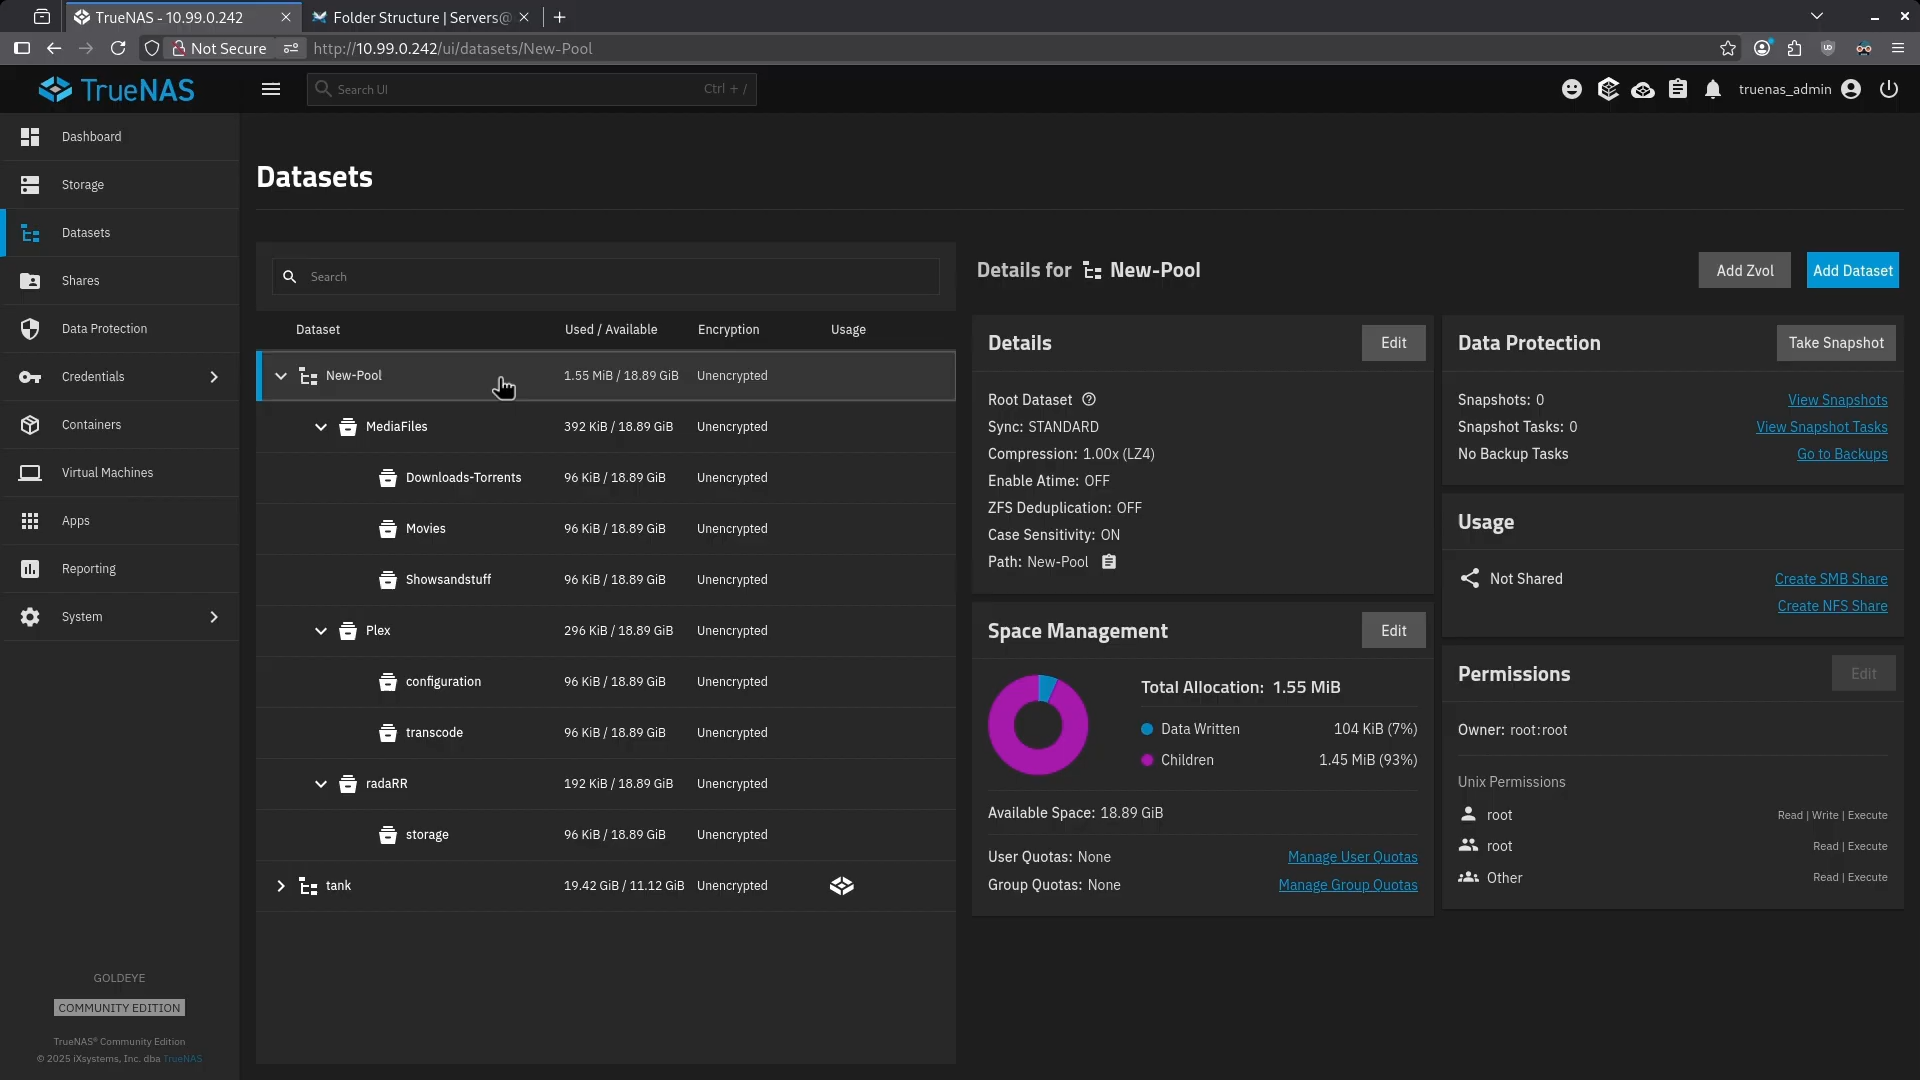 TrueNAS - 10.99.0.242
Folder Structure | Servers@
Not Secure
http://10.99.0.242/ui/datasets/New-Pool
TrueNAS
Search UI
Ctrl + /
truenas_admin
Dashboard
Storage
Datasets
Shares
Data Protection
Credentials
Containers
Virtual Machines
Apps
Reporting
System
GOLDEYE
COMMUNITY EDITION
TrueNAS® Community Edition
© 2025 iXsystems, Inc. dba TrueNAS
Datasets
Search
Dataset Used / Available Encryption Usage
New-Pool 1.55 MiB / 18.89 GiB Unencrypted
MediaFiles 392 KiB / 18.89 GiB Unencrypted
Downloads-Torrents 96 KiB / 18.89 GiB Unencrypted
Movies 96 KiB / 18.89 GiB Unencrypted
Showsandstuff 96 KiB / 18.89 GiB Unencrypted
Plex 296 KiB / 18.89 GiB Unencrypted
configuration 96 KiB / 18.89 GiB Unencrypted
transcode 96 KiB / 18.89 GiB Unencrypted
radaRR 192 KiB / 18.89 GiB Unencrypted
storage 96 KiB / 18.89 GiB Unencrypted
tank 19.42 GiB / 11.12 GiB Unencrypted
Details for New-Pool
Add Zvol
Add Dataset
Details
Edit
Root Dataset
Sync: STANDARD
Compression: 1.00x (LZ4)
Enable Atime: OFF
ZFS Deduplication: OFF
Case Sensitivity: ON
Path: New-Pool
Space Management
Edit
Total Allocation: 1.55 MiB
Data Written 104 KiB (7%)
Children 1.45 MiB (93%)
Available Space: 18.89 GiB
User Quotas: None Manage User Quotas
Group Quotas: None Manage Group Quotas
Data Protection
Take Snapshot
Snapshots: 0 View Snapshots
Snapshot Tasks: 0 View Snapshot Tasks
No Backup Tasks Go to Backups
Usage
Not Shared Create SMB Share
Create NFS Share
Permissions
Edit
Owner: root:root
Unix Permissions
root Read | Write | Execute
root Read | Execute
Other Read | Execute